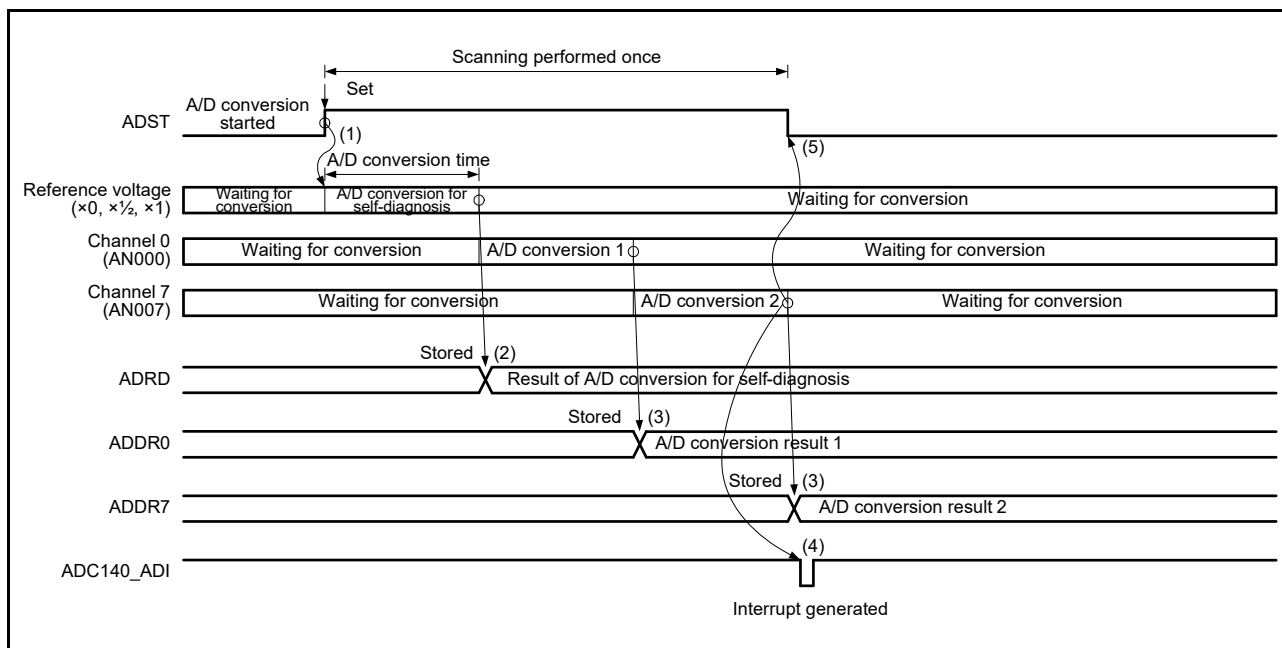 Scanning performed once
Set
A/D conversion
started
ADST
(1)
(5)
A/D conversion time
Reference voltage
(×0, ×½, ×1)
Waiting for
conversion
A/D conversion for
self-diagnosis
Waiting for conversion
Channel 0
(AN000)
Waiting for conversion
A/D conversion 1
Waiting for conversion
Channel 7
(AN007)
Waiting for conversion
A/D conversion 2
Waiting for conversion
Stored
(2)
ADRD
Result of A/D conversion for self-diagnosis
Stored
(3)
ADDR0
A/D conversion result 1
Stored
(3)
ADDR7
A/D conversion result 2
(4)
ADC140_ADI
Interrupt generated